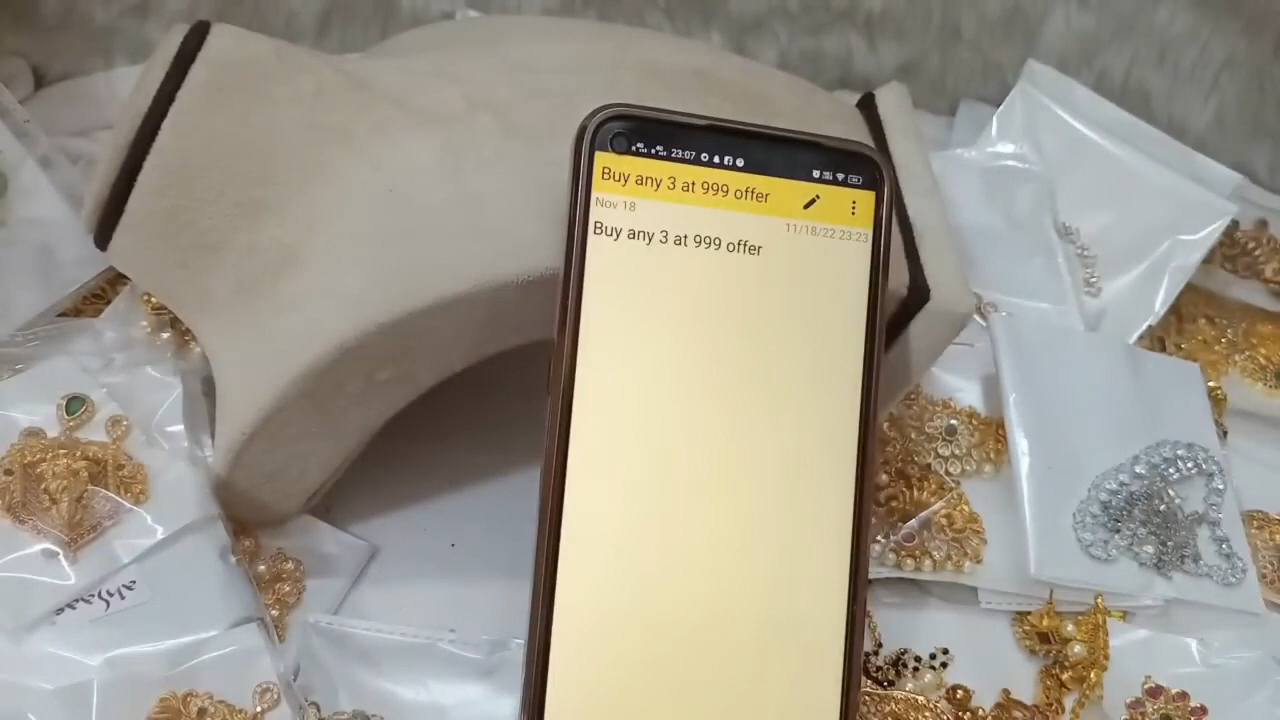 23:07
Buy any 3 at 999 offer
Nov 18
11/18/22 23:23
Buy any 3 at 999 offer